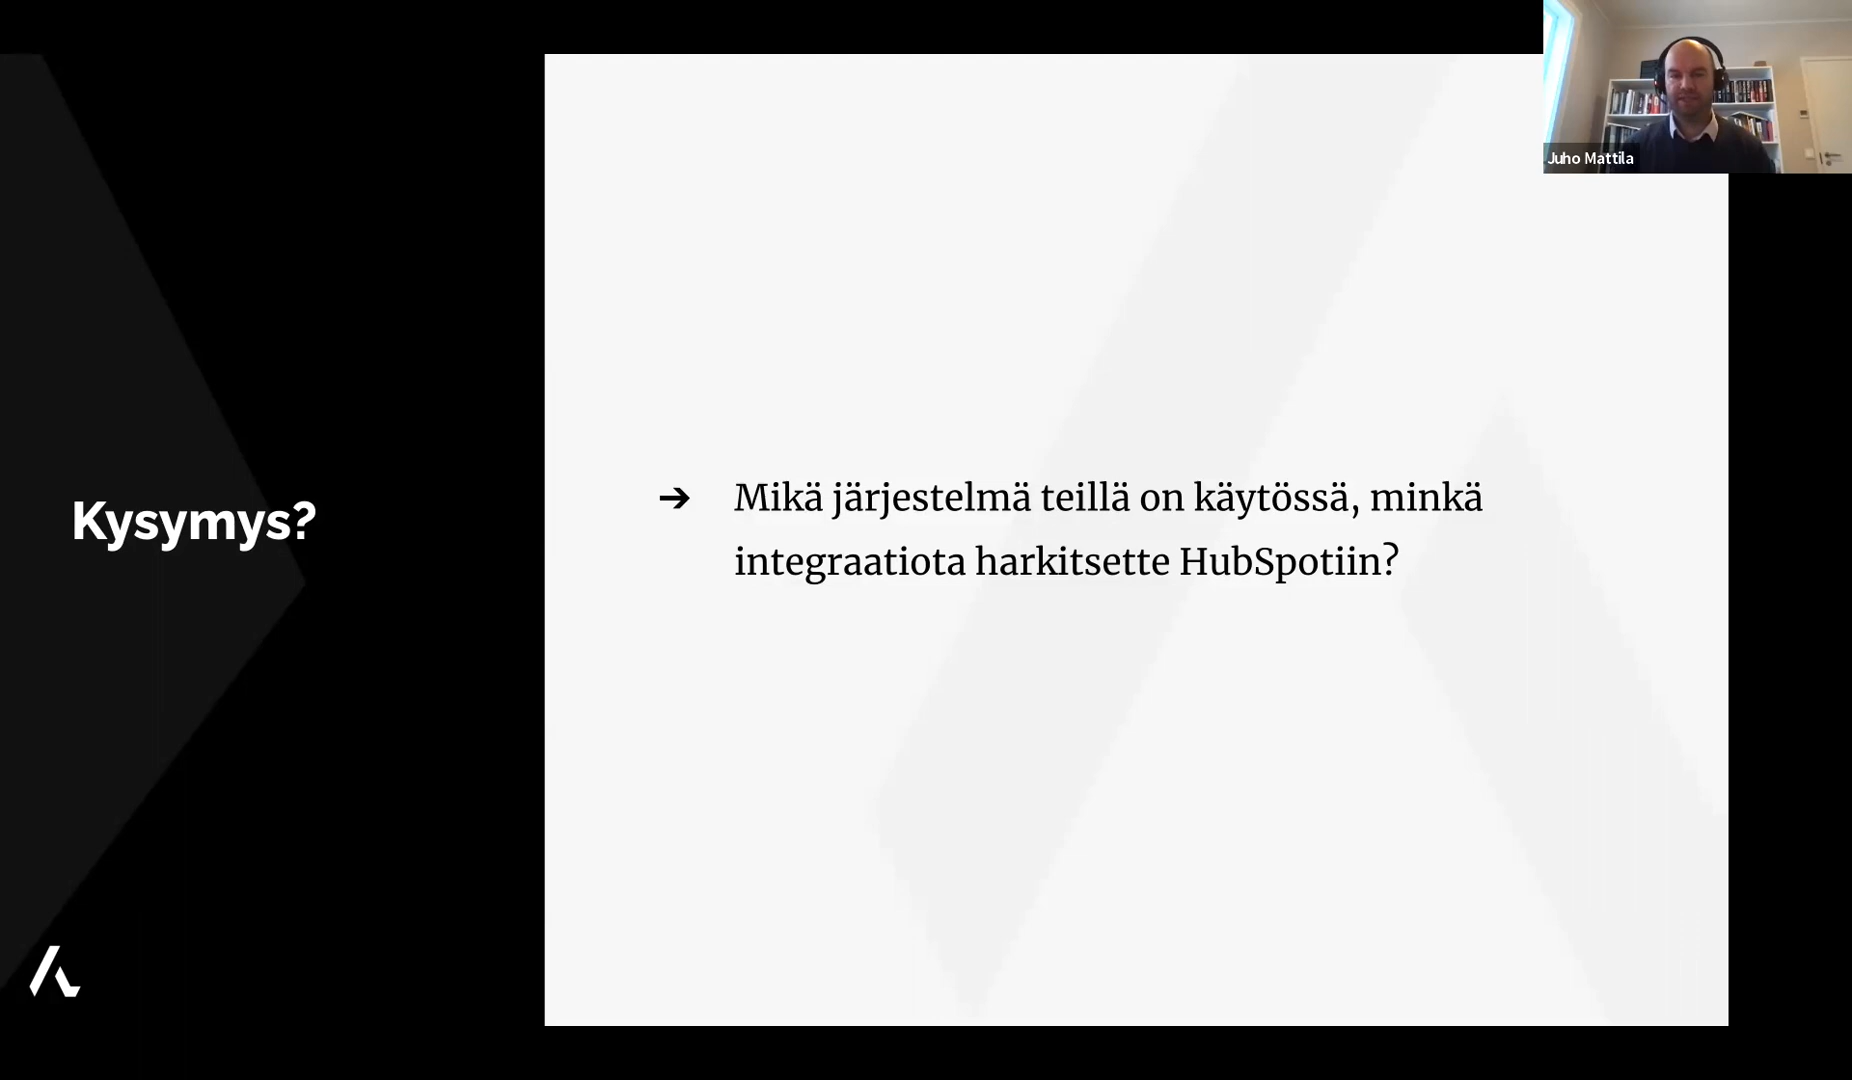 Juho Mattila
Kysymys?
➔ Mikä järjestelmä teillä on käytössä, minkä
integraatiota harkitsette HubSpotiin?